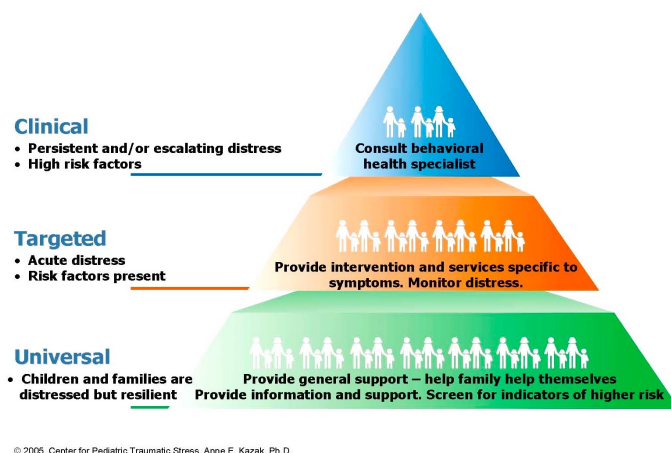 Clinical
• Persistent and/or escalating distress
• High risk factors
Consult behavioral
health specialist
Targeted
• Acute distress
• Risk factors present
Provide intervention and services specific to
symptoms. Monitor distress.
Universal
• Children and families are
distressed but resilient
Provide general support – help family help themselves
Provide information and support. Screen for indicators of higher risk
© 2005, Center for Pediatric Traumatic Stress, Anne E. Kazak, Ph.D.